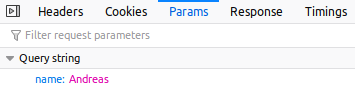 Headers Cookies Params Response Timings
Filter request parameters
Query string
name: Andreas